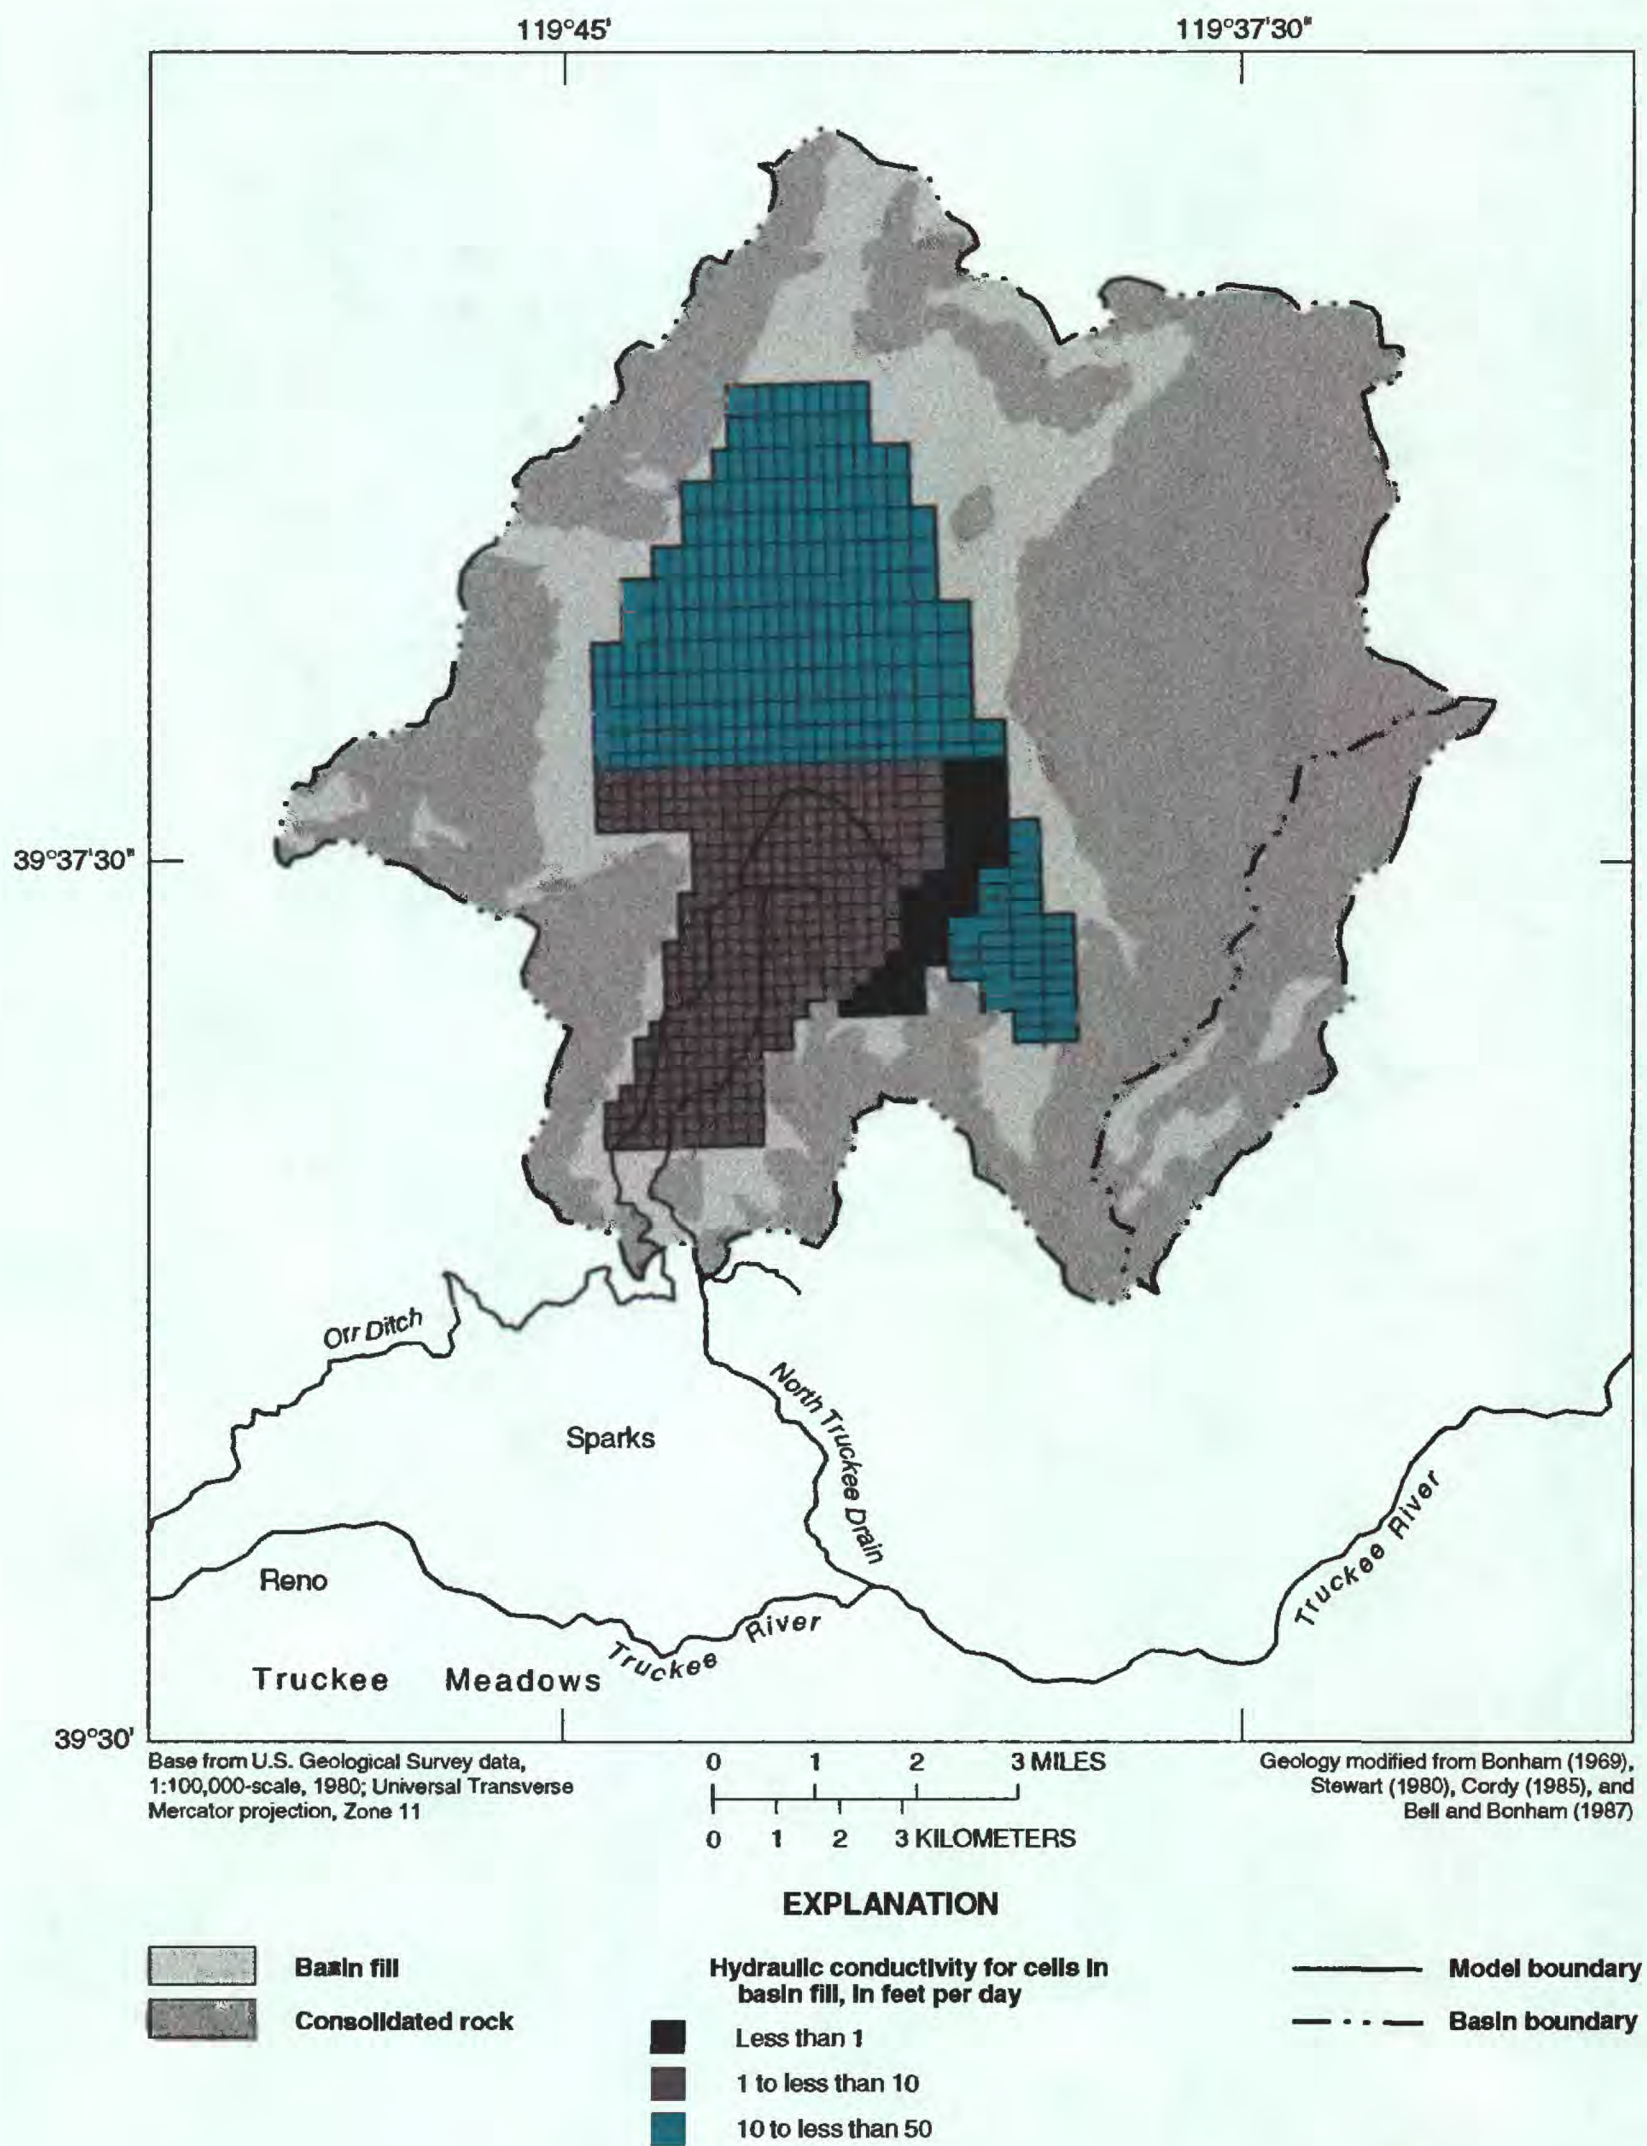 119°45'
119°37'30"
39°37'30"
Orr Ditch
North Truckee Drain
Sparks
Truckee River
Reno
Truckee River
Truckee Meadows
39°30'
Base from U.S. Geological Survey data,
1:100,000-scale, 1980; Universal Transverse
Mercator projection, Zone 11
0 1 2 3 MILES
0 1 2 3 KILOMETERS
Geology modified from Bonham (1969),
Stewart (1980), Cordy (1985), and
Bell and Bonham (1987)
EXPLANATION
Basin fill
Consolidated rock
Hydraulic conductivity for cells in
basin fill, in feet per day
Less than 1
1 to less than 10
10 to less than 50
Model boundary
Basin boundary